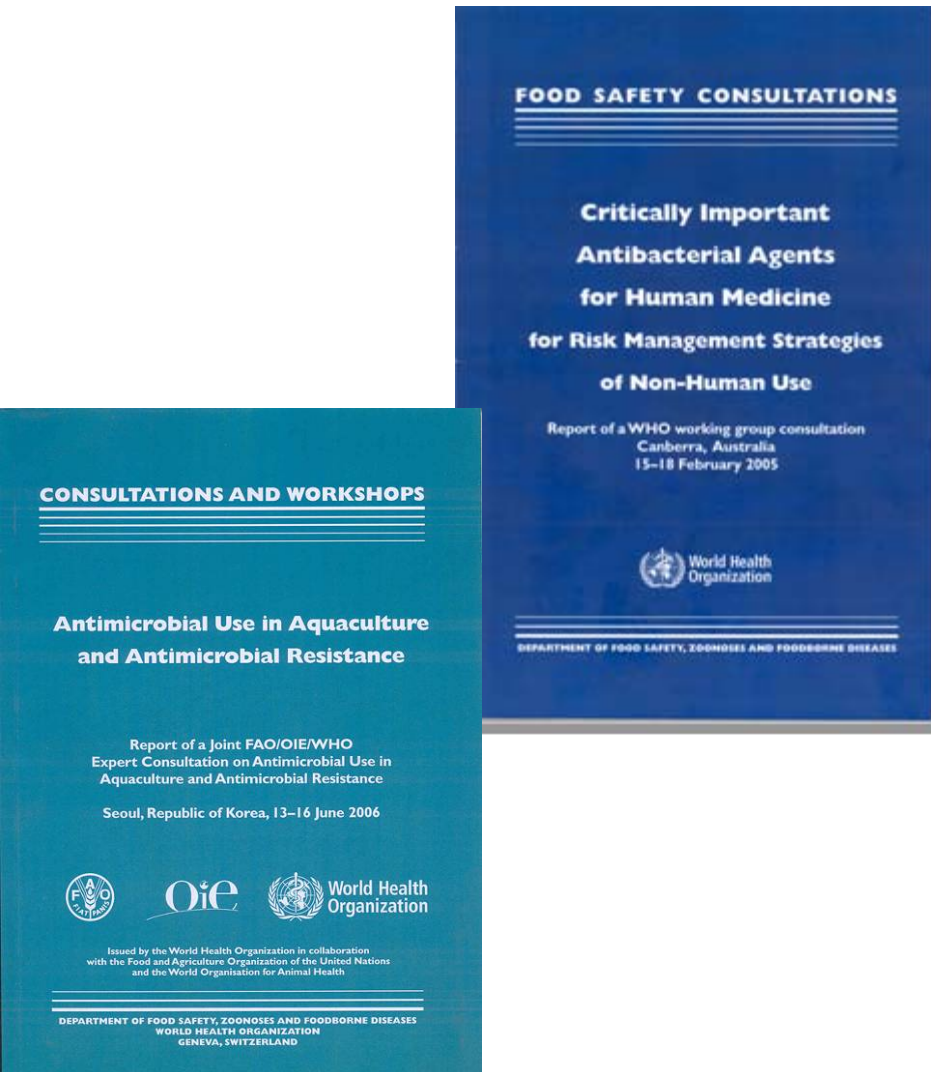 FOOD SAFETY CONSULTATIONS
Critically Important
Antibacterial Agents
for Human Medicine
for Risk Management Strategies
of Non-Human Use
Report of a WHO working group consultation
Canberra, Australia
15–18 February 2005
World Health
Organization
DEPARTMENT OF FOOD SAFETY, ZOONOSES AND FOODBORNE DISEASES
CONSULTATIONS AND WORKSHOPS
Antimicrobial Use in Aquaculture
and Antimicrobial Resistance
Report of a Joint FAO/OIE/WHO
Expert Consultation on Antimicrobial Use in
Aquaculture and Antimicrobial Resistance
Seoul, Republic of Korea, 13–16 June 2006
FAO
FIAT PANIS
Oie
World Health
Organization
Issued by the World Health Organization in collaboration
with the Food and Agriculture Organization of the United Nations
and the World Organisation for Animal Health
DEPARTMENT OF FOOD SAFETY, ZOONOSES AND FOODBORNE DISEASES
WORLD HEALTH ORGANIZATION
GENEVA, SWITZERLAND